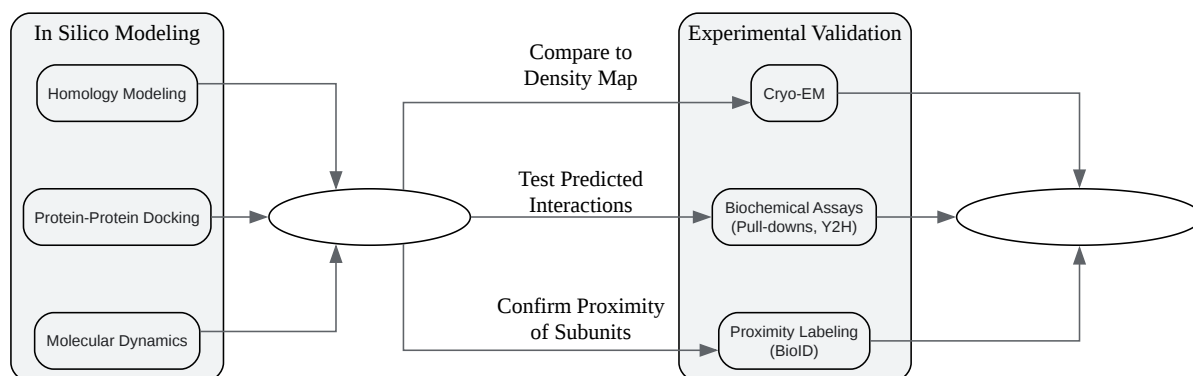 In Silico Modeling
Homology Modeling
Protein-Protein Docking
Molecular Dynamics
Compare to
Density Map
Test Predicted
Interactions
Confirm Proximity
of Subunits
Experimental Validation
Cryo-EM
Biochemical Assays
(Pull-downs, Y2H)
Proximity Labeling
(BioID)